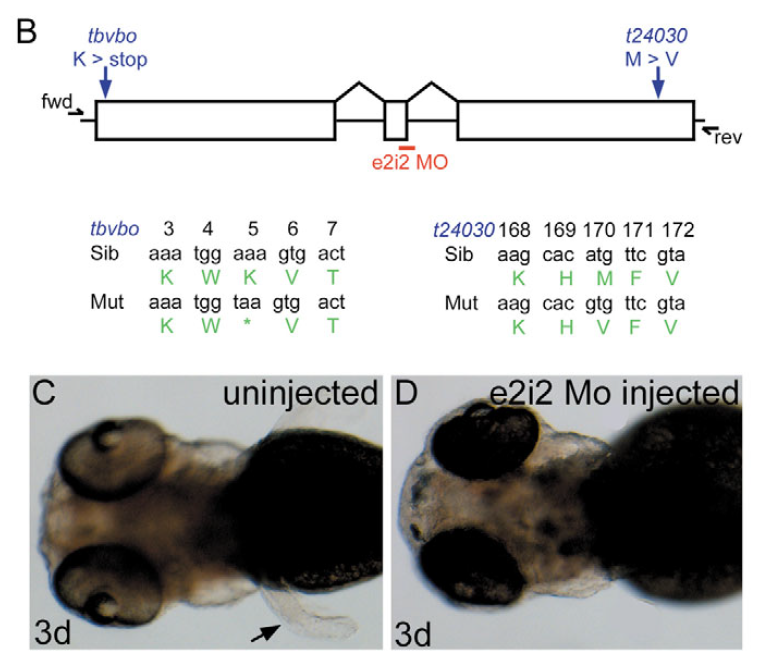 B
tbvbo t24030
K > stop M > V
fwd
rev
e2i2 MO
tbvbo 3 4 5 6 7
Sib aaa tgg aaa gtg act
K W K V T
Mut aaa tgg taa gtg act
K W * V T
t24030 168 169 170 171 172
Sib aag cac atg ttc gta
K H M F V
Mut aag cac gtg ttc gta
K H V F V
C uninjected
3d
D e2i2 Mo injected
3d